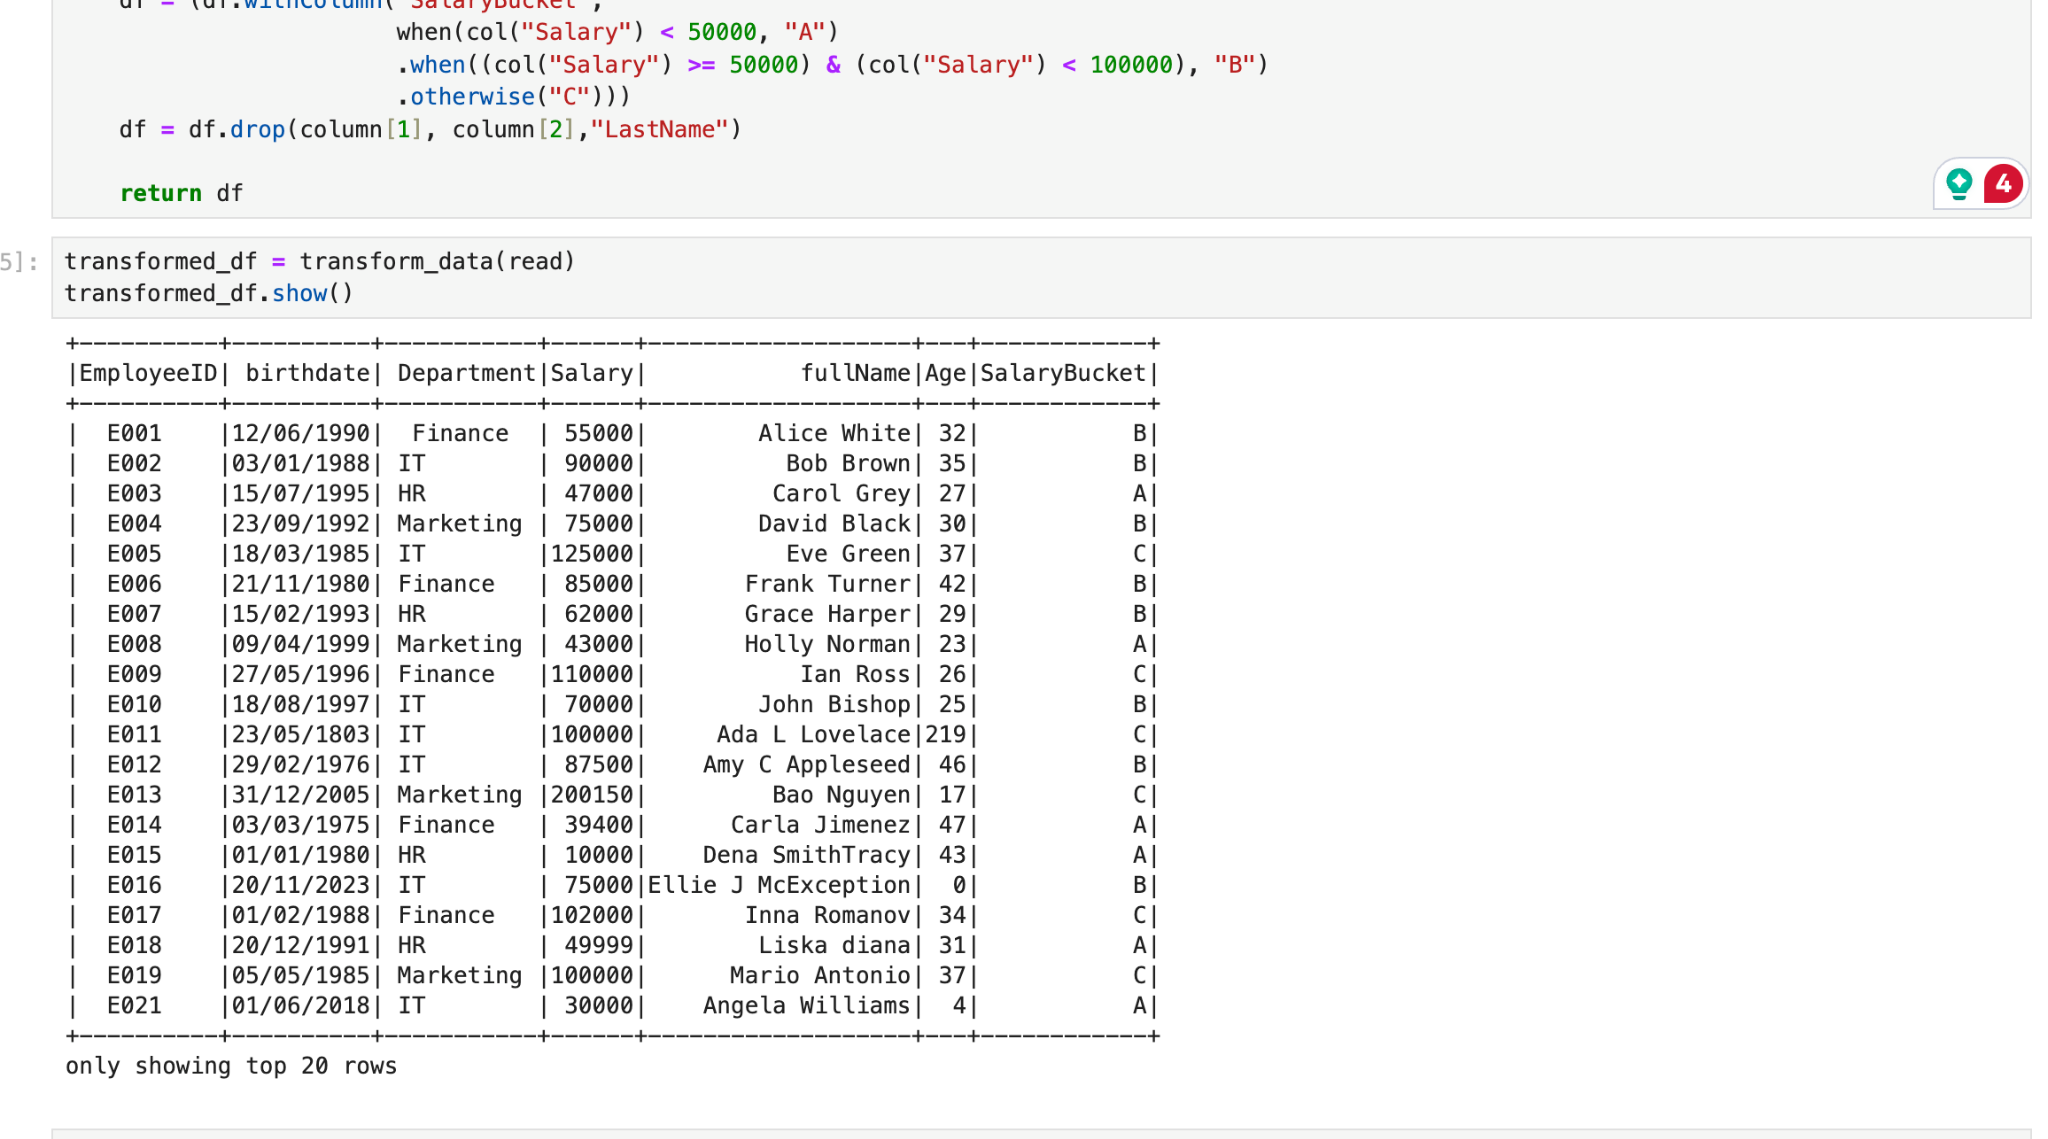 df = (df.withColumn("SalaryBucket",
when(col("Salary") < 50000, "A")
.when((col("Salary") >= 50000) & (col("Salary") < 100000), "B")
.otherwise("C")))
df = df.drop(column[1], column[2],"LastName")
return df
4
5]:
transformed_df = transform_data(read)
transformed_df.show()
+----------+----------+-----------+------+-------------------+---+------------+
|EmployeeID| birthdate| Department|Salary|           fullName|Age|SalaryBucket|
+----------+----------+-----------+------+-------------------+---+------------+
|  E001    |12/06/1990|  Finance  | 55000|        Alice White| 32|           B|
|  E002    |03/01/1988| IT        | 90000|          Bob Brown| 35|           B|
|  E003    |15/07/1995| HR        | 47000|         Carol Grey| 27|           A|
|  E004    |23/09/1992| Marketing | 75000|        David Black| 30|           B|
|  E005    |18/03/1985| IT        |125000|          Eve Green| 37|           C|
|  E006    |21/11/1980| Finance   | 85000|       Frank Turner| 42|           B|
|  E007    |15/02/1993| HR        | 62000|       Grace Harper| 29|           B|
|  E008    |09/04/1999| Marketing | 43000|       Holly Norman| 23|           A|
|  E009    |27/05/1996| Finance   |110000|           Ian Ross| 26|           C|
|  E010    |18/08/1997| IT        | 70000|        John Bishop| 25|           B|
|  E011    |23/05/1803| IT        |100000|     Ada L Lovelace|219|           C|
|  E012    |29/02/1976| IT        | 87500|    Amy C Appleseed| 46|           B|
|  E013    |31/12/2005| Marketing |200150|         Bao Nguyen| 17|           C|
|  E014    |03/03/1975| Finance   | 39400|      Carla Jimenez| 47|           A|
|  E015    |01/01/1980| HR        | 10000|    Dena SmithTracy| 43|           A|
|  E016    |20/11/2023| IT        | 75000|Ellie J McException|  0|           B|
|  E017    |01/02/1988| Finance   |102000|       Inna Romanov| 34|           C|
|  E018    |20/12/1991| HR        | 49999|        Liska diana| 31|           A|
|  E019    |05/05/1985| Marketing |100000|      Mario Antonio| 37|           C|
|  E021    |01/06/2018| IT        | 30000|    Angela Williams|  4|           A|
+----------+----------+-----------+------+-------------------+---+------------+
only showing top 20 rows